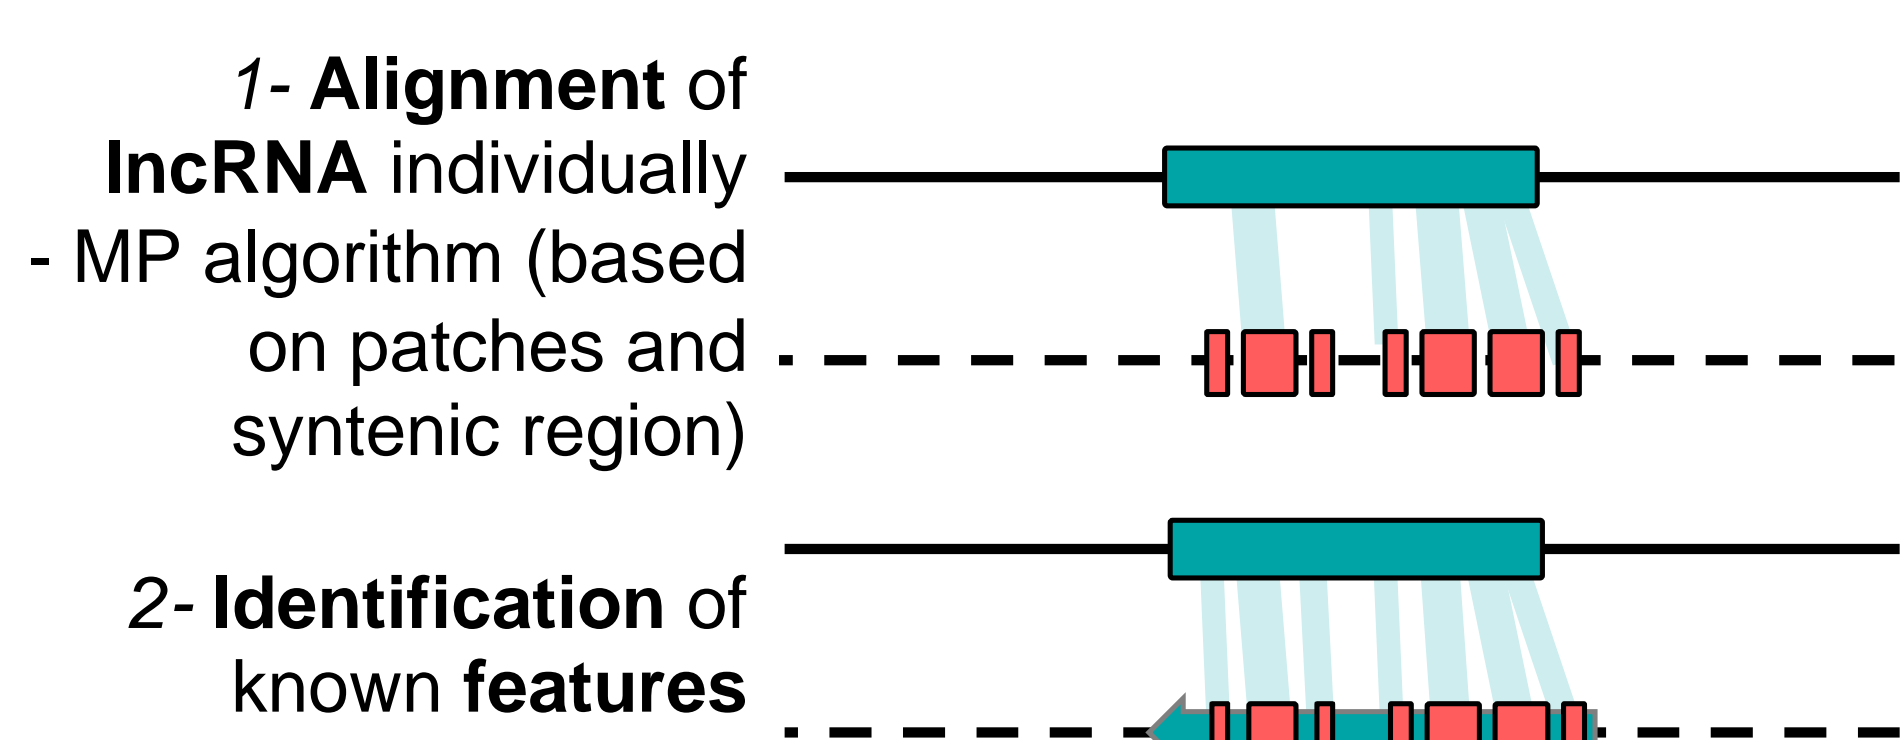 1- Alignment of
lncRNA individually
- MP algorithm (based
on patches and
syntenic region)
2- Identification of
known features